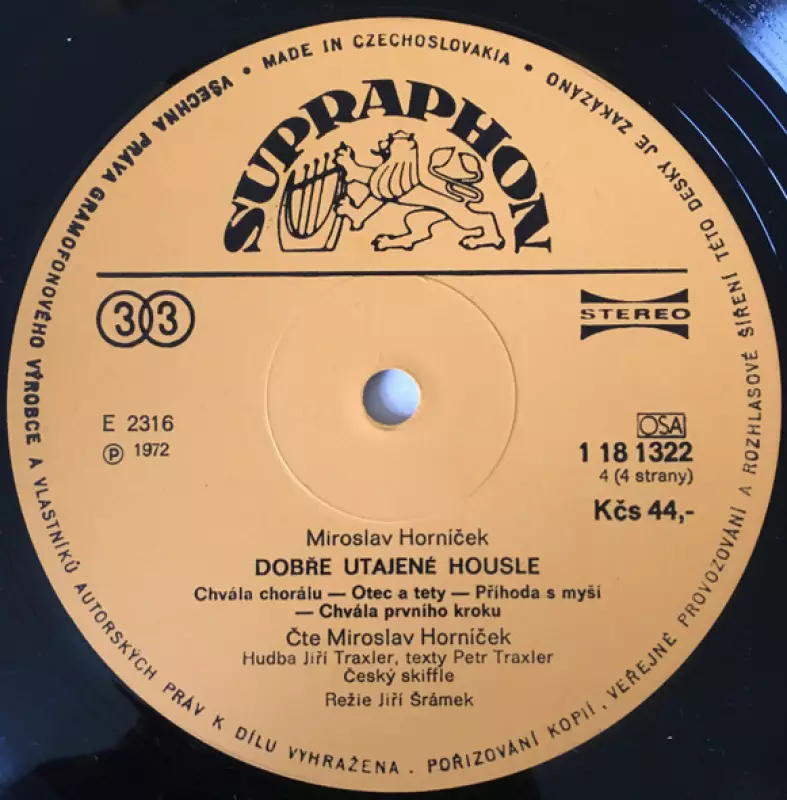 VŠECHNA PRÁVA GRAMOFONOVÉHO VÝROBCE A VLASTNÍKŮ AUTORSKÝCH PRÁV K DÍLU VYHRAŽENA. POŘIZOVÁNÍ KOPIÍ, VEŘEJNÉ PROVOZOVÁNÍ A ROZHLASOVÉ ŠÍŘENÍ TÉTO DESKY JE ZAKÁZÁNO • MADE IN CZECHOSLOVAKIA •
SUPRAPHON
33
STEREO
E 2316
Ⓟ 1972
OSA
1 18 1322
4 (4 strany)
Kčs 44,-
Miroslav Horníček
DOBŘE UTAJENÉ HOUSLE
Chvála chorálu — Otec a tety — Příhoda s myší
— Chvála prvního kroku
Čte Miroslav Horníček
Hudba Jiří Traxler, texty Petr Traxler
Český skiffle
Režie Jiří Šrámek